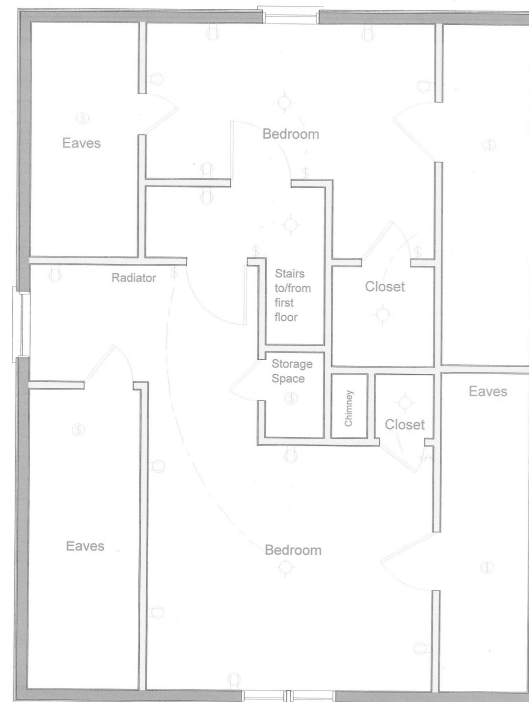 Bedroom
Eaves
Radiator
Stairs
to/from
first
floor
Closet
Storage
Space
Chimney
Closet
Eaves
Eaves
Bedroom